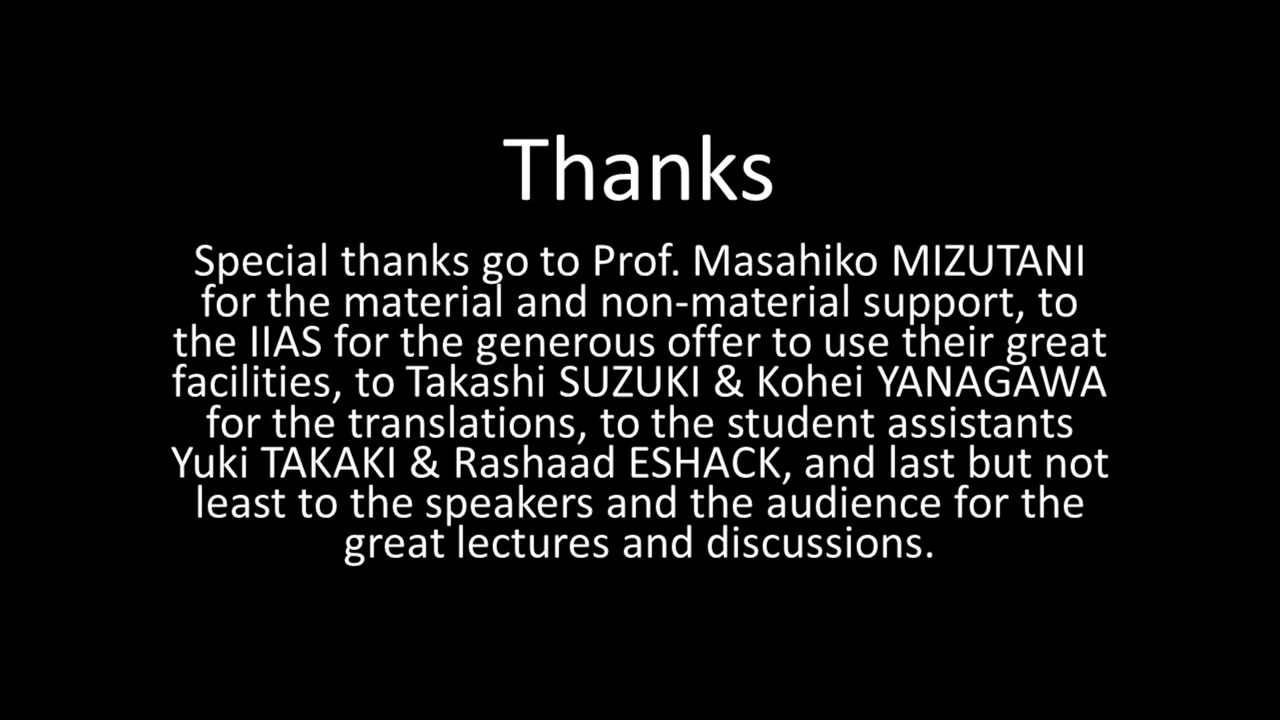 Thanks
Special thanks go to Prof. Masahiko MIZUTANI
for the material and non-material support, to
the IIAS for the generous offer to use their great
facilities, to Takashi SUZUKI & Kohei YANAGAWA
for the translations, to the student assistants
Yuki TAKAKI & Rashaad ESHACK, and last but not
least to the speakers and the audience for the
great lectures and discussions.